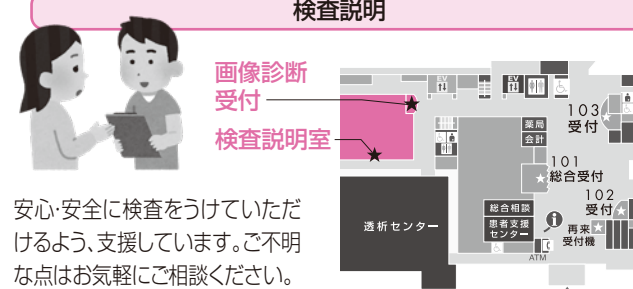 検査説明
画像診断
受付
検査説明室
安心・安全に検査をうけていただ
けるよう、支援しています。ご不明
な点はお気軽にご相談ください。
EV
EV
薬局
会計
103
受付
101
総合受付
102
受付
総合相談
患者支援
センター
再来
受付機
ATM
透析センター